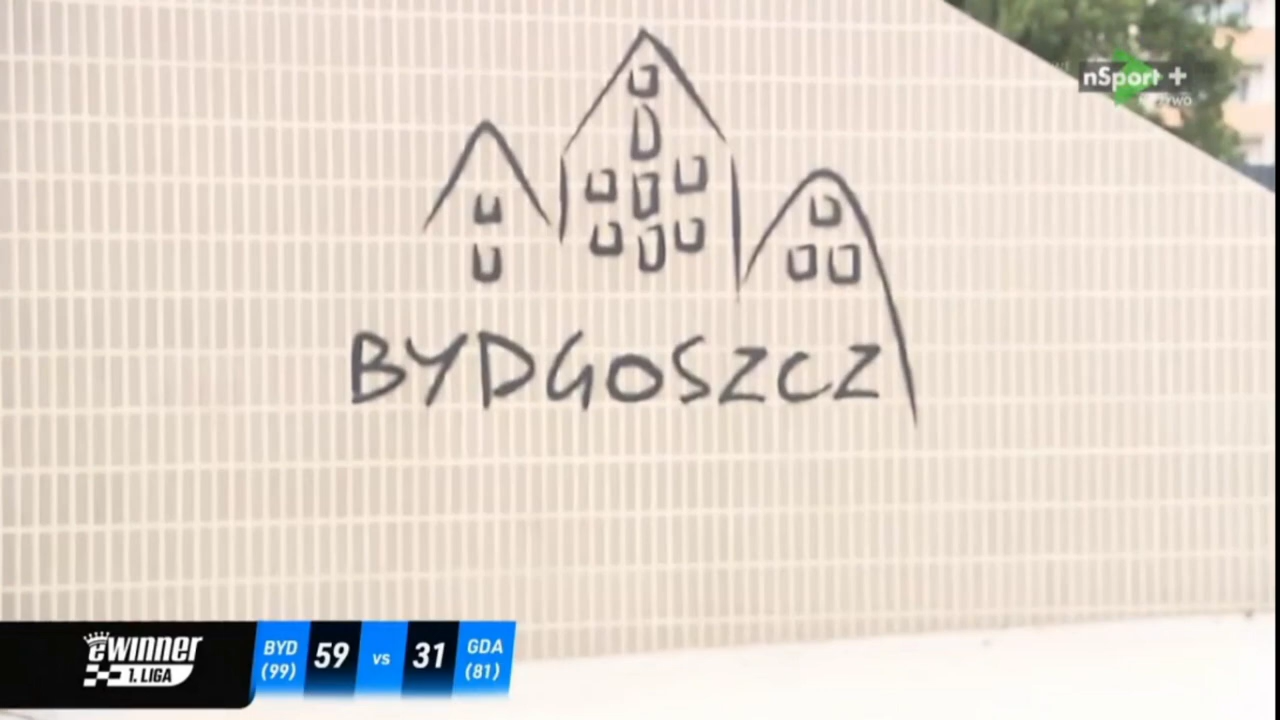 nSport +
BYDGOSZCZ
eWINNER
1. LIGA
BYD
(99)
59
vs
31
GDA
(81)